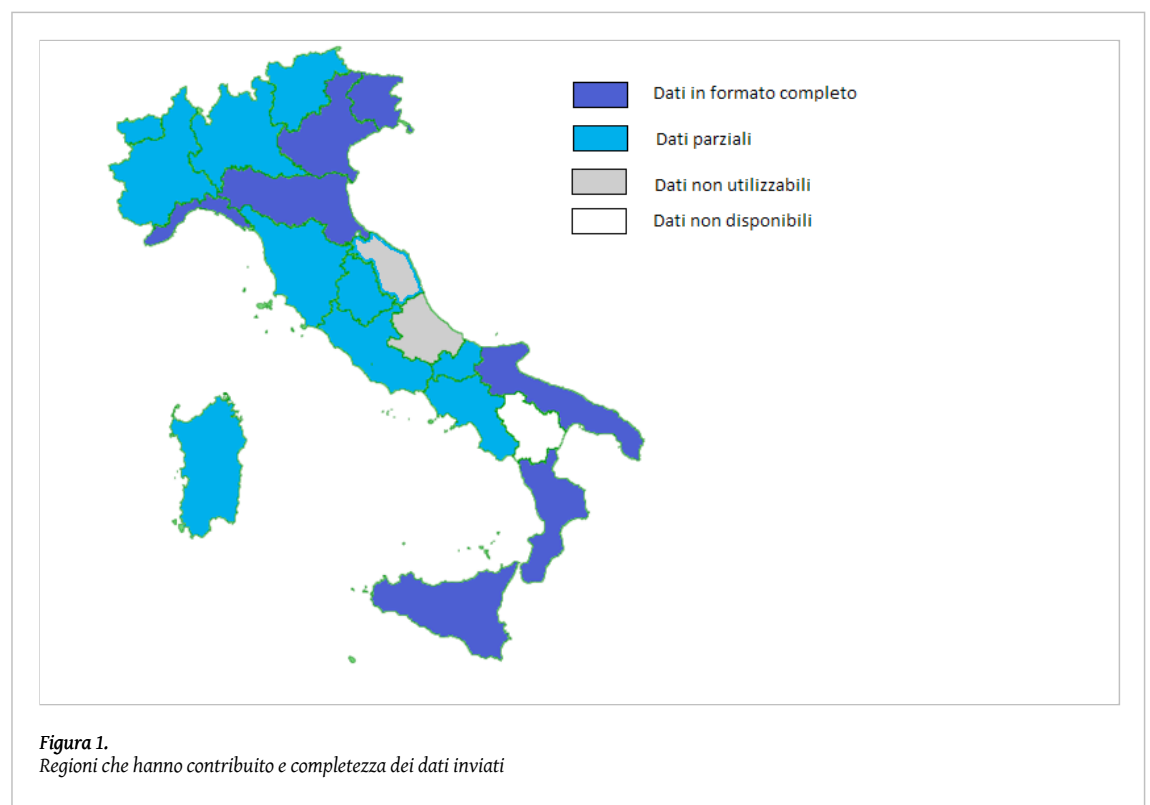 Dati in formato completo
Dati parziali
Dati non utilizzabili
Dati non disponibili
Figura 1.
Regioni che hanno contribuito e completezza dei dati inviati